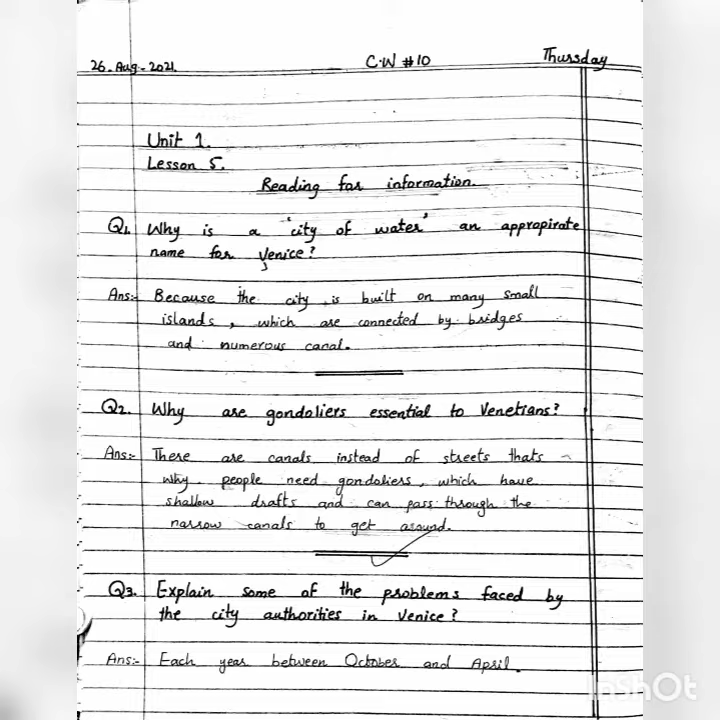 26. Aug - 2021. C.W #10 Thursday
Unit 1.
Lesson 5.
Reading for information.
Q1. Why is a 'city of water' an appropirate
name for Venice?
Ans:- Because the city is built on many small
islands, which are connected by bridges
and numerous canal.
Q2. Why are gondoliers essential to Venetians?
Ans:- There are canals instead of streets thats
why people need gondoliers, which have
shallow drafts and can pass through the
narrow canals to get around.
Q3. Explain some of the problems faced by
the city authorities in Venice?
Ans:- Each year between October and April.
InShOt